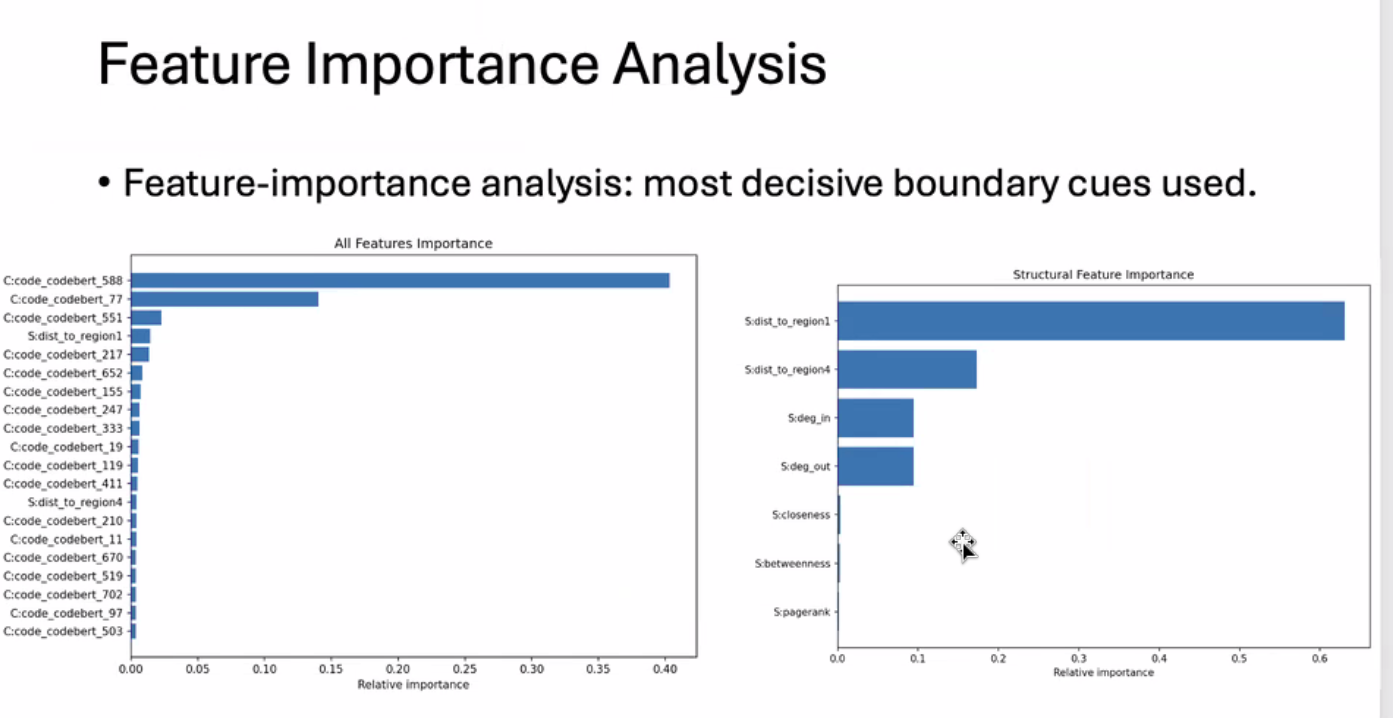 Feature Importance Analysis
• Feature-importance analysis: most decisive boundary cues used.
All Features Importance
C:code_codebert_588
C:code_codebert_77
C:code_codebert_551
S:dist_to_region1
C:code_codebert_217
C:code_codebert_652
C:code_codebert_155
C:code_codebert_247
C:code_codebert_333
C:code_codebert_19
C:code_codebert_119
C:code_codebert_411
S:dist_to_region4
C:code_codebert_210
C:code_codebert_11
C:code_codebert_670
C:code_codebert_519
C:code_codebert_702
C:code_codebert_97
C:code_codebert_503
0.00 0.05 0.10 0.15 0.20 0.25 0.30 0.35 0.40
Relative importance
Structural Feature Importance
S:dist_to_region1
S:dist_to_region4
S:deg_in
S:deg_out
S:closeness
S:betweenness
S:pagerank
0.0 0.1 0.2 0.3 0.4 0.5 0.6
Relative importance